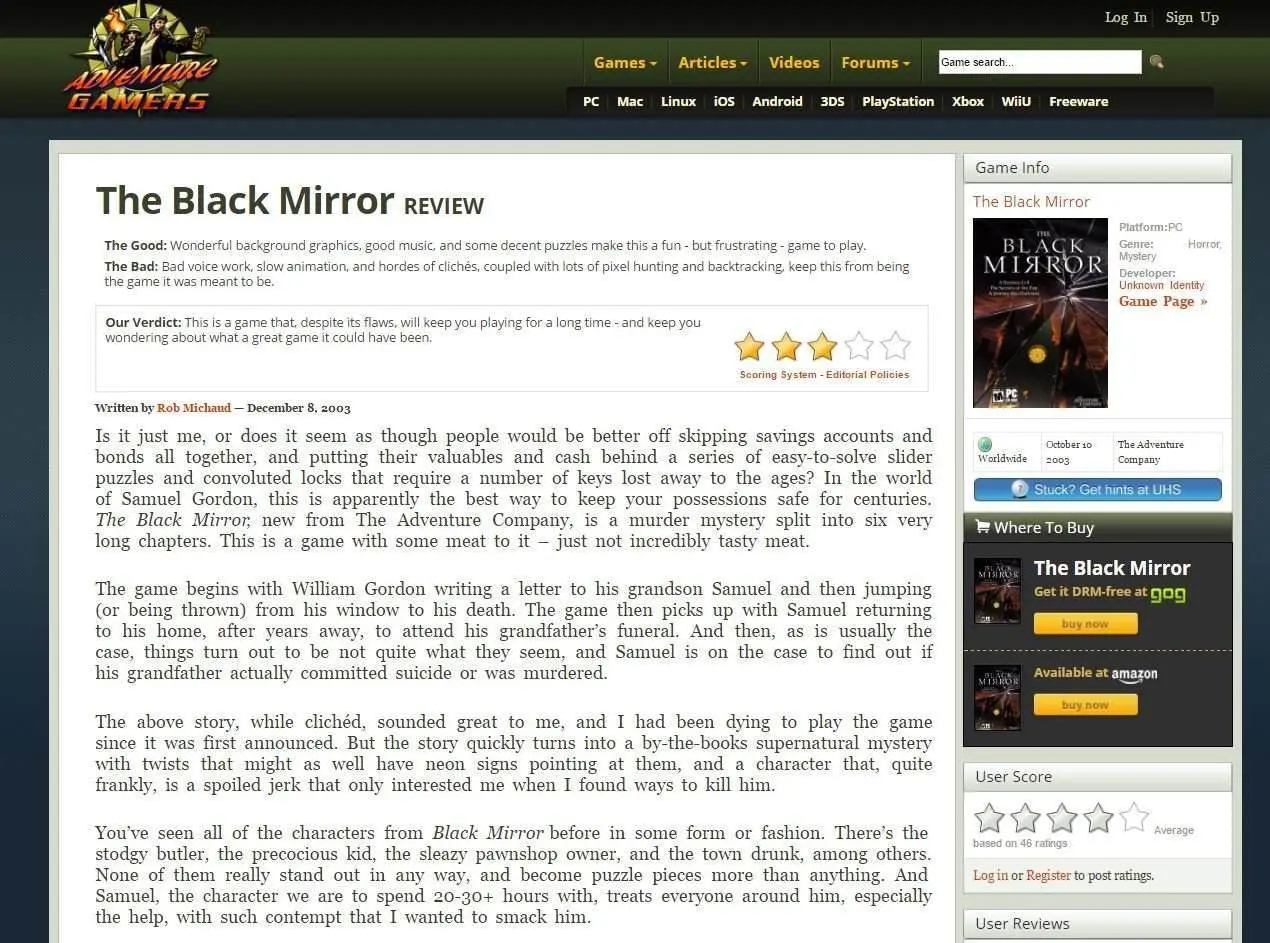 Log In
Sign Up
ADVENTURE
GAMERS
Games
Articles
Videos
Forums
Game search...
PC
Mac
Linux
iOS
Android
3DS
PlayStation
Xbox
WiiU
Freeware
The Black Mirror REVIEW
The Good: Wonderful background graphics, good music, and some decent puzzles make this a fun - but frustrating - game to play.
The Bad: Bad voice work, slow animation, and hordes of clichés, coupled with lots of pixel hunting and backtracking, keep this from being
the game it was meant to be.
Our Verdict: This is a game that, despite its flaws, will keep you playing for a long time - and keep you
wondering about what a great game it could have been.
Scoring System - Editorial Policies
Written by Rob Michaud — December 8, 2003
Is it just me, or does it seem as though people would be better off skipping savings accounts and
bonds all together, and putting their valuables and cash behind a series of easy-to-solve slider
puzzles and convoluted locks that require a number of keys lost away to the ages? In the world
of Samuel Gordon, this is apparently the best way to keep your possessions safe for centuries.
The Black Mirror, new from The Adventure Company, is a murder mystery split into six very
long chapters. This is a game with some meat to it – just not incredibly tasty meat.
The game begins with William Gordon writing a letter to his grandson Samuel and then jumping
(or being thrown) from his window to his death. The game then picks up with Samuel returning
to his home, after years away, to attend his grandfather’s funeral. And then, as is usually the
case, things turn out to be not quite what they seem, and Samuel is on the case to find out if
his grandfather actually committed suicide or was murdered.
The above story, while clichéd, sounded great to me, and I had been dying to play the game
since it was first announced. But the story quickly turns into a by-the-books supernatural mystery
with twists that might as well have neon signs pointing at them, and a character that, quite
frankly, is a spoiled jerk that only interested me when I found ways to kill him.
You’ve seen all of the characters from Black Mirror before in some form or fashion. There’s the
stodgy butler, the precocious kid, the sleazy pawnshop owner, and the town drunk, among others.
None of them really stand out in any way, and become puzzle pieces more than anything. And
Samuel, the character we are to spend 20-30+ hours with, treats everyone around him, especially
the help, with such contempt that I wanted to smack him.
Game Info
The Black Mirror
THE
BLACK
MIRROR
PC
Platform:PC
Genre: Horror,
Mystery
Developer:
Unknown Identity
Game Page »
Worldwide
October 10
2003
The Adventure
Company
Stuck? Get hints at UHS
Where To Buy
The Black Mirror
Get it DRM-free at gog
buy now
Available at amazon
buy now
User Score
Average
based on 46 ratings
Log in or Register to post ratings.
User Reviews